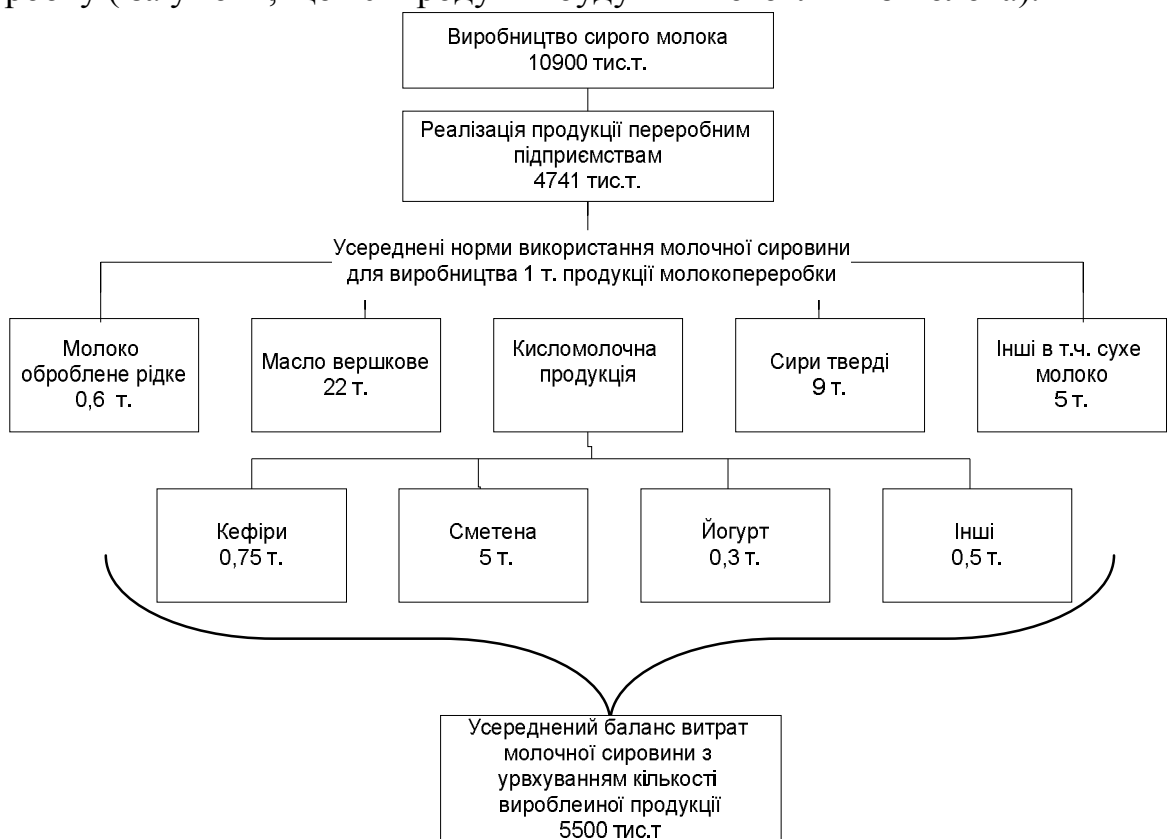 Виробництво сирого молока
10900 тис.т.
Реалізація продукції переробним
підприємствам
4741 тис.т.
Усереднені норми використання молочної сировини
для виробництва 1 т. продукції молокопереробки
Молоко
оброблене рідке
0,6 т.
Масло вершкове
22 т.
Кисломолочна
продукція
Сири тверді
9 т.
Інші в т.ч. сухе
молоко
5 т.
Кефіри
0,75 т.
Сметена
5 т.
Йогурт
0,3 т.
Інші
0,5 т.
Усереднений баланс витрат
молочної сировини з
урвхуванням кількості
вироблеиної продукції
5500 тис.т